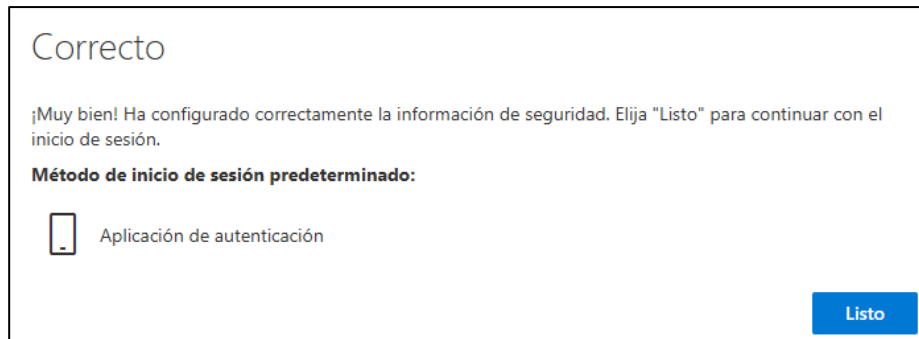 Correcto
¡Muy bien! Ha configurado correctamente la información de seguridad. Elija "Listo" para continuar con el
inicio de sesión.
Método de inicio de sesión predeterminado:
Aplicación de autenticación
Listo